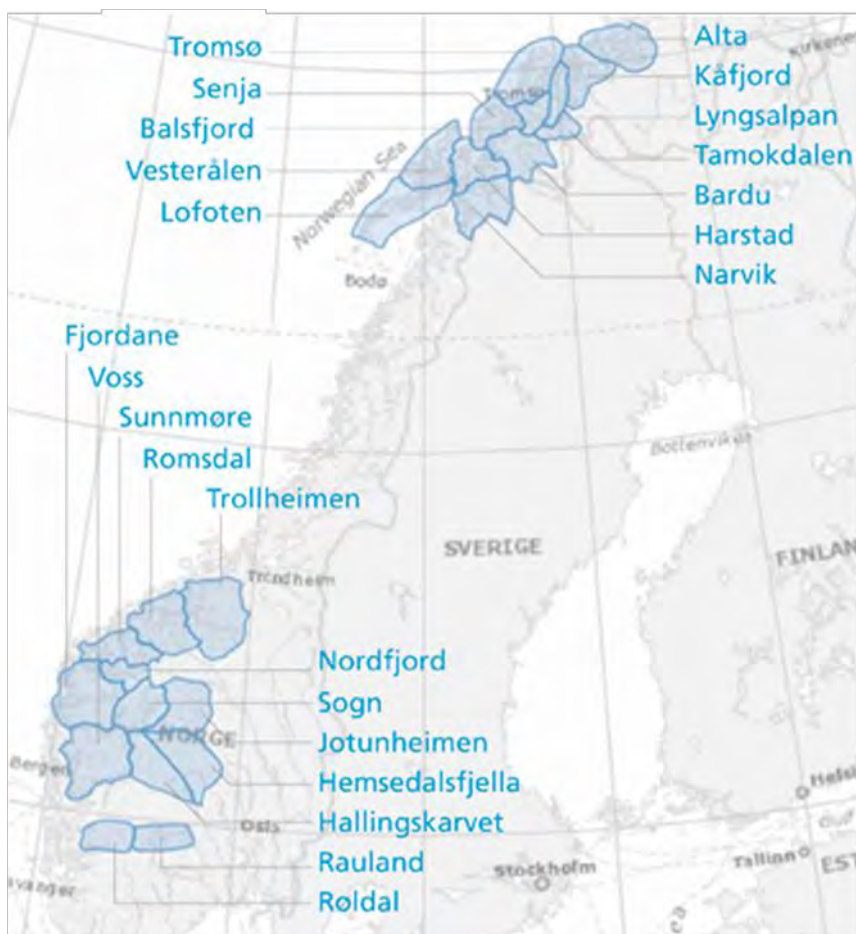 Tromsø
Senja
Balsfjord
Vesterålen
Lofoten
Alta
Kåfjord
Lyngsalpan
Tamokdalen
Bardu
Harstad
Narvik
Tromsø
Norwegian Sea
Bodø
Fjordane
Voss
Sunnmøre
Romsdal
Trollheimen
Bottenviken
SVERIGE
FINLAN
Trondheim
Nordfjord
Sogn
Jotunheimen
Hemsedalsfjella
Hallingskarvet
Rauland
Røldal
NORGE
Bergen
Oslo
avanger
Stockholm
Helsi
Tallinn
EST